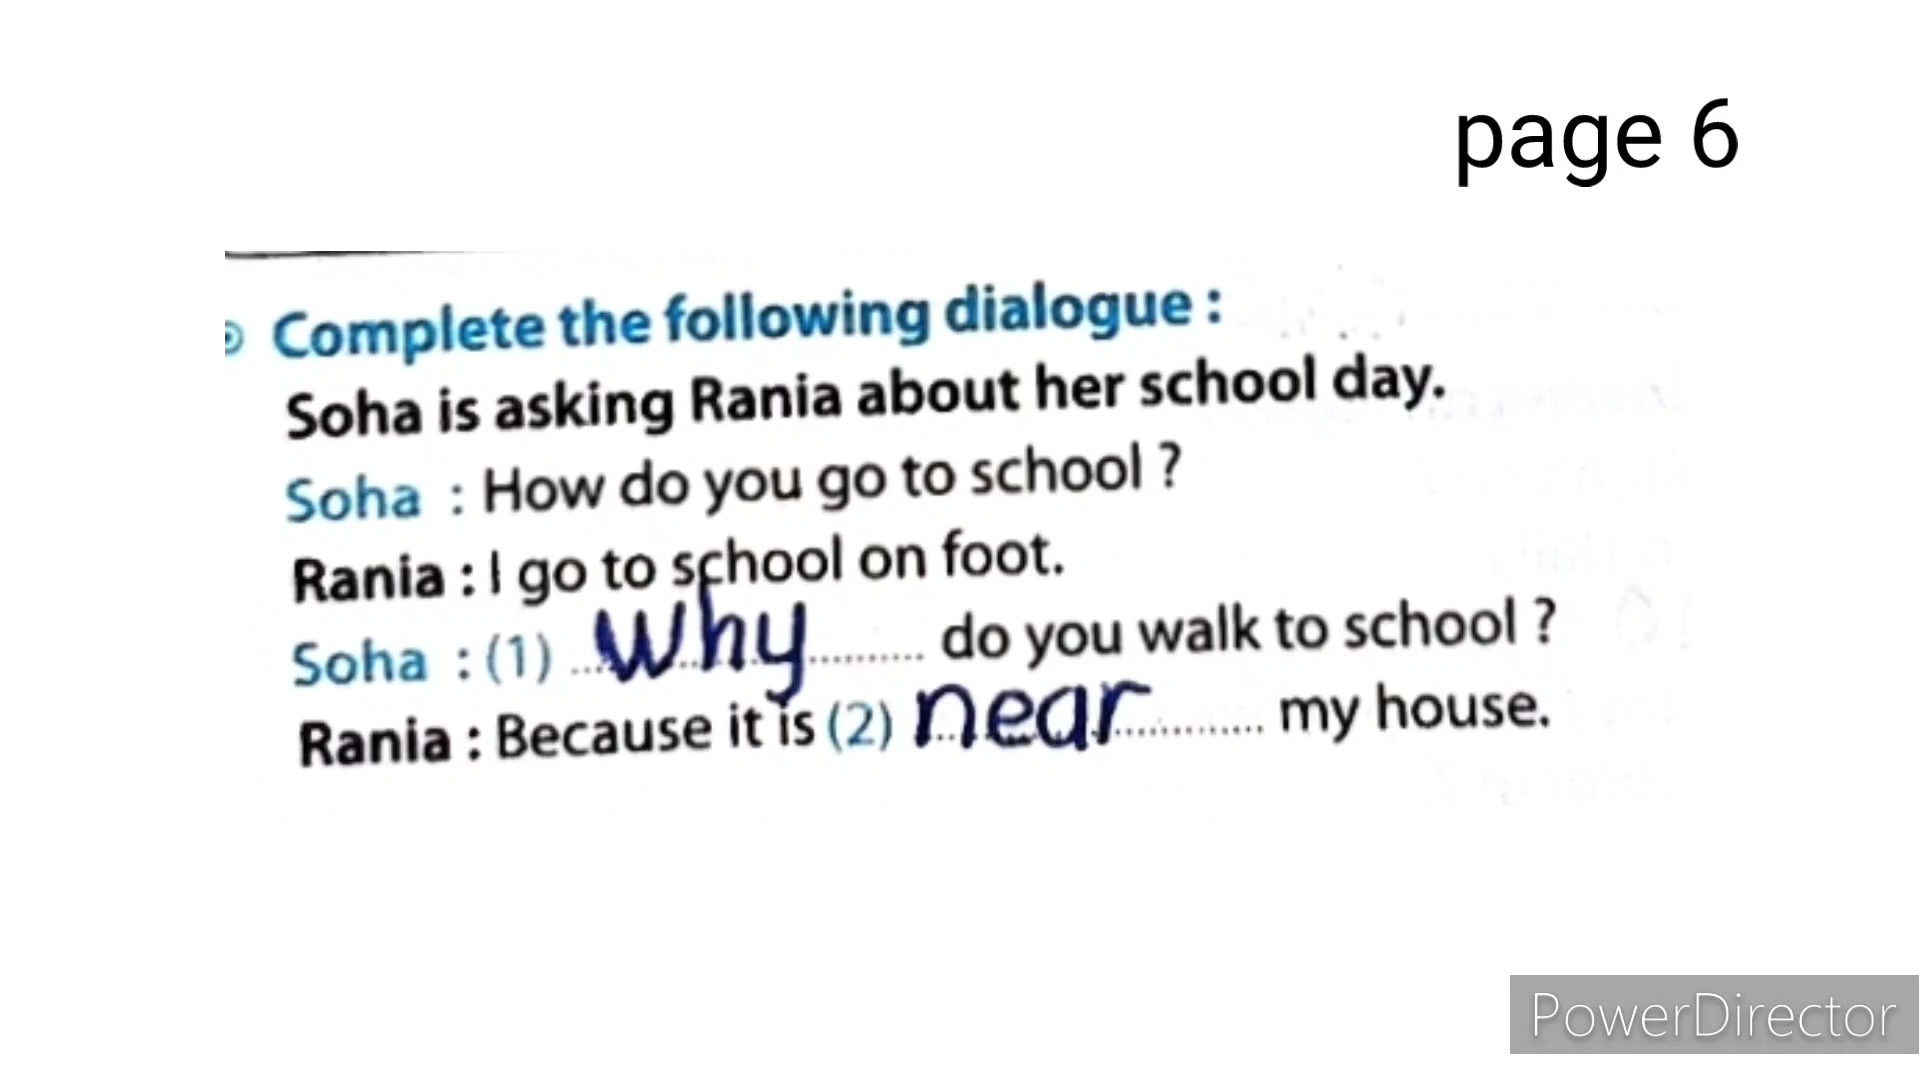 page 6
Complete the following dialogue :
Soha is asking Rania about her school day.
Soha : How do you go to school ?
Rania : I go to school on foot.
Soha : (1) ...why... do you walk to school ?
Rania : Because it is (2) near... my house.
PowerDirector